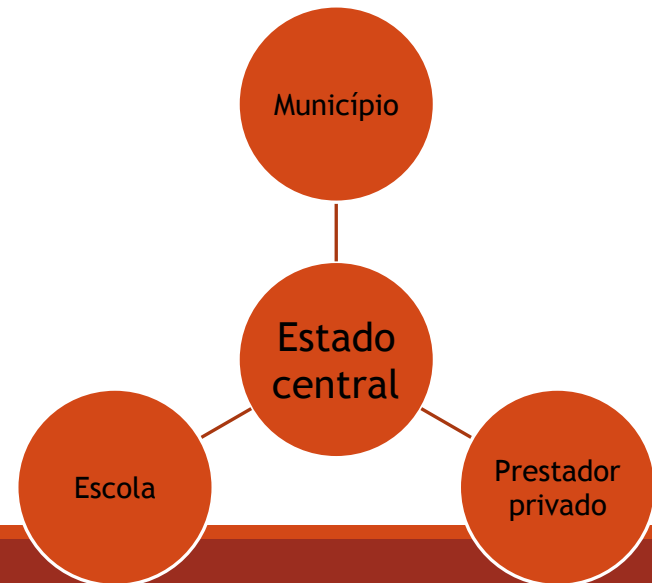 Município
Estado
central
Escola
Prestador
privado